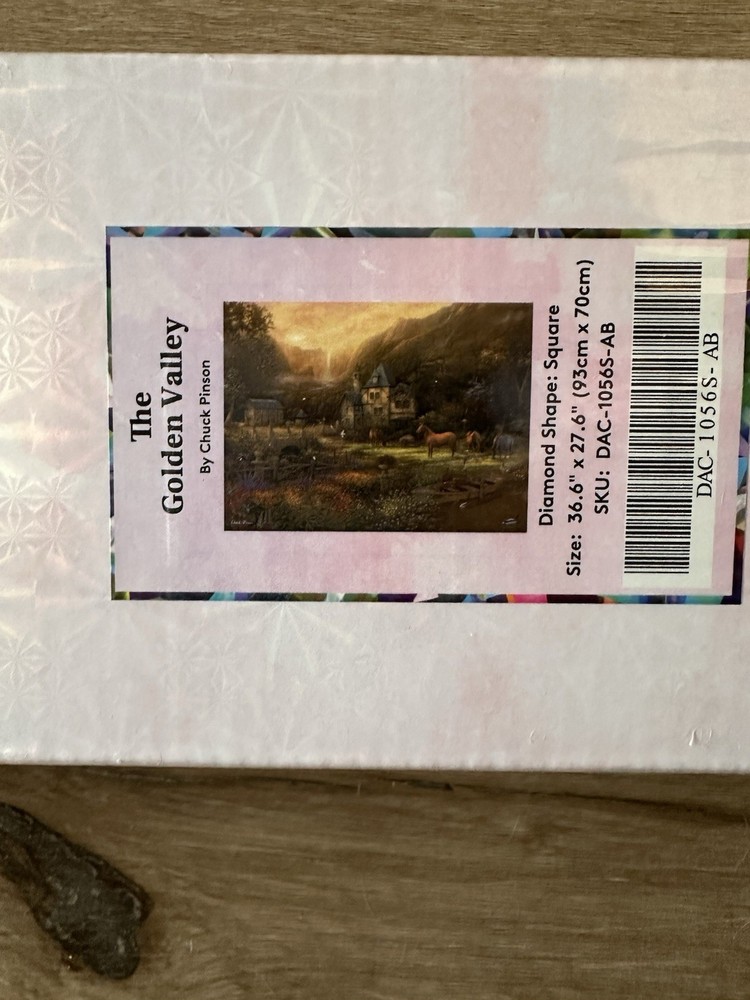 The
Golden Valley
By Chuck Pinson
Diamond Shape: Square
Size: 36.6" x 27.6" (93cm x 70cm)
SKU: DAC-1056S-AB
DAC- 1056S- AB